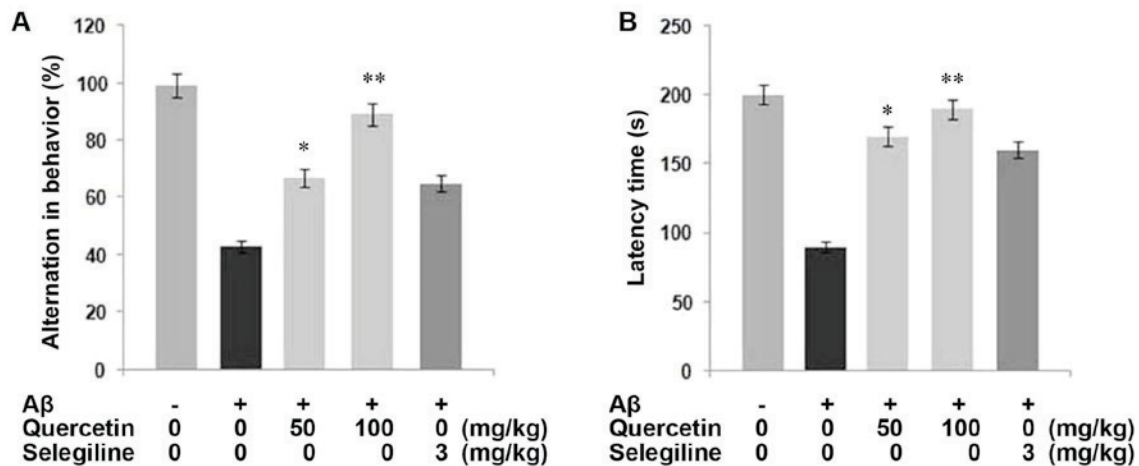 A
Alternation in behavior (%)
120
100
80
60
40
20
0
*
**
Aβ - + + + +
Quercetin 0 0 50 100 0 (mg/kg)
Selegiline 0 0 0 0 3 (mg/kg)
B
Latency time (s)
250
200
150
100
50
0
*
**
Aβ - + + + +
Quercetin 0 0 50 100 0 (mg/kg)
Selegiline 0 0 0 0 3 (mg/kg)